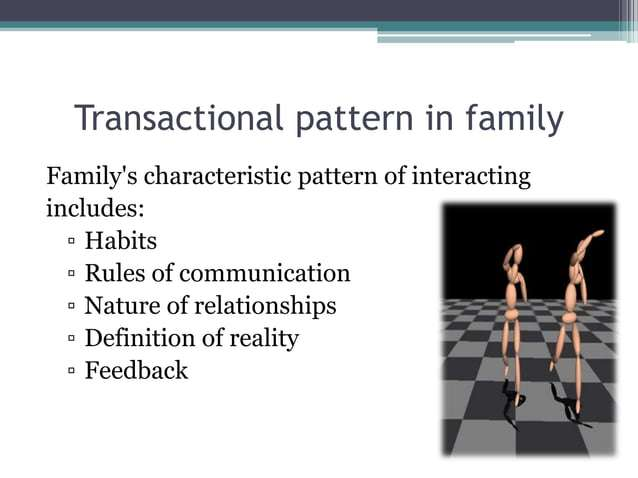 Transactional pattern in family
Family's characteristic pattern of interacting
includes:
▫ Habits
▫ Rules of communication
▫ Nature of relationships
▫ Definition of reality
▫ Feedback